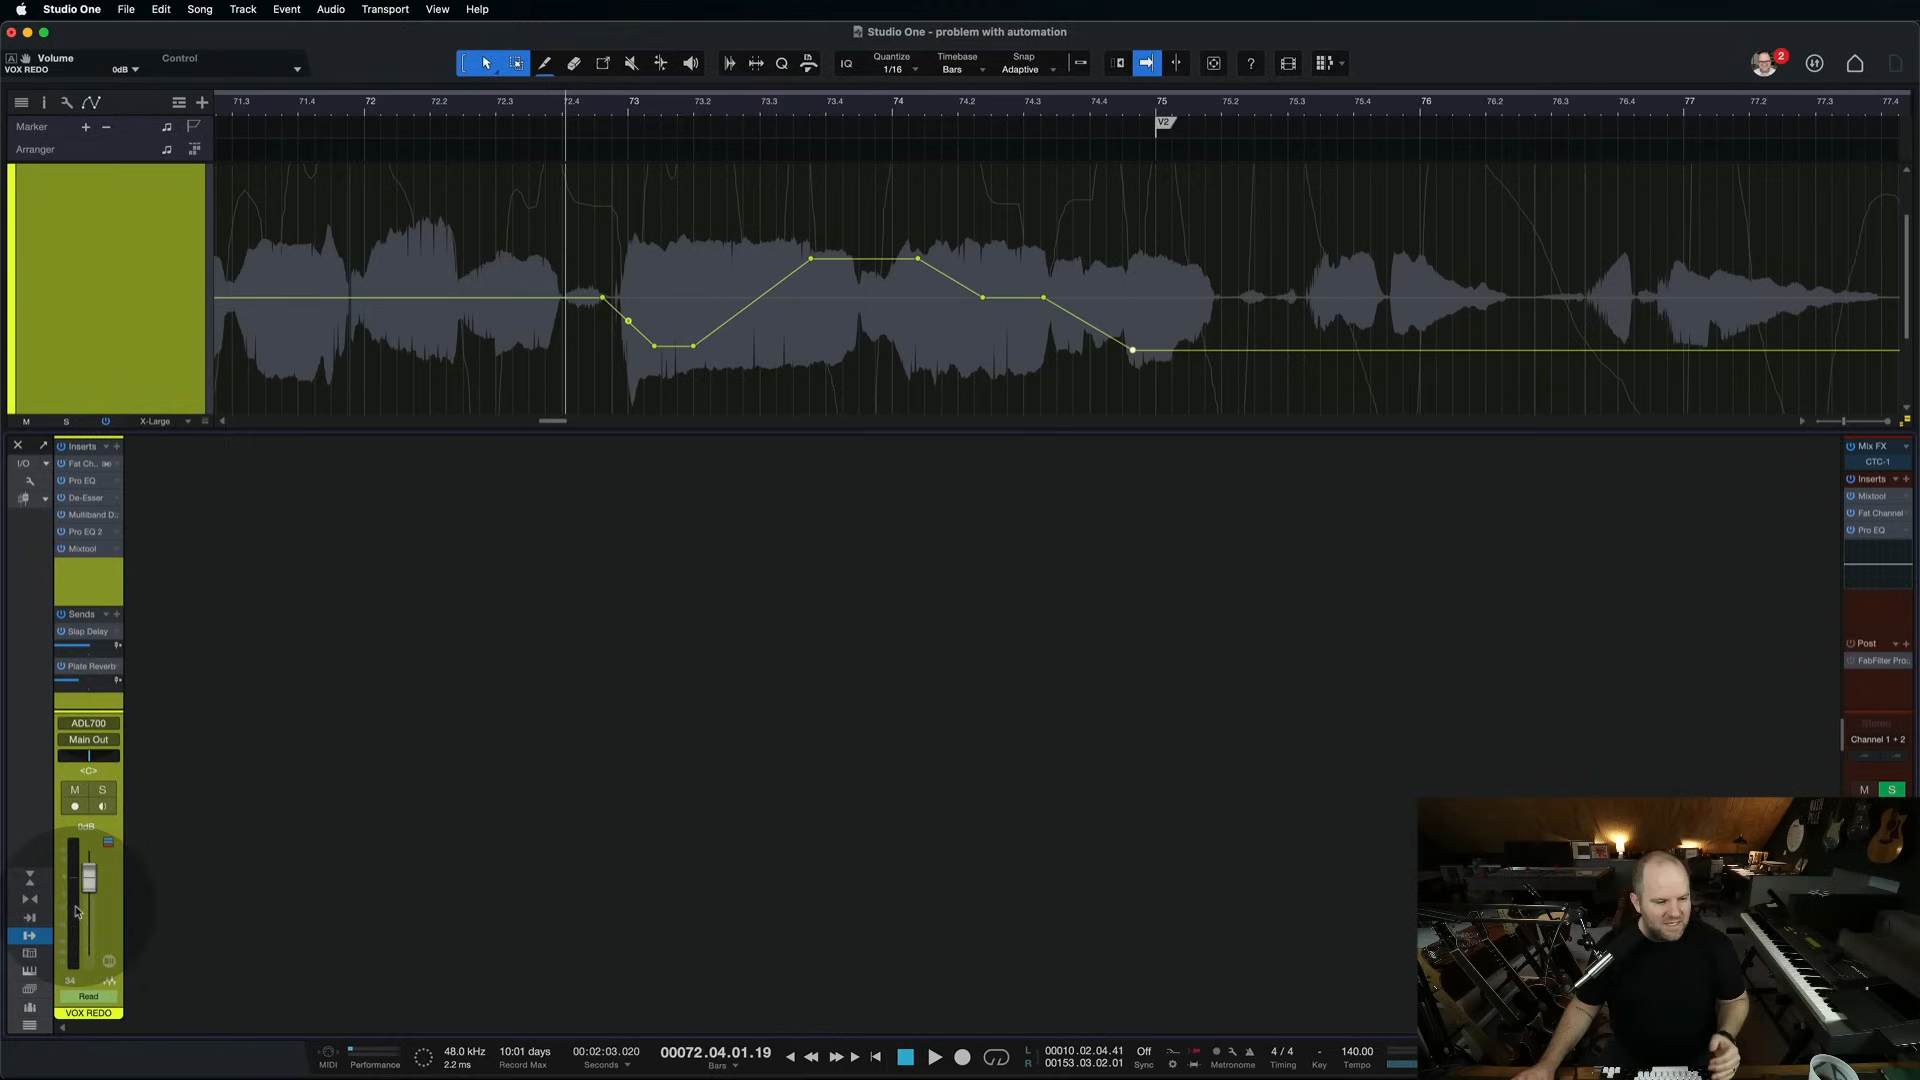 Studio One File Edit Song Track Event Audio Transport View Help
Studio One - problem with automation
Volume Control
VOX REDO 0dB
IQ Quantize Timebase Snap
1/16 Bars Adaptive
2
71.3 71.4 72 72.2 72.3 72.4 73 73.2 73.3 73.4 74 74.2 74.3 74.4 75 75.2 75.3 75.4 76 76.2 76.3 76.4 77 77.2 77.3 77.4
Marker
V2
Arranger
M S X-Large
Inserts
I/O
Fat Ch..
Pro EQ
De-Esser
Multiband D..
Pro EQ 2
Mixtool
Sends
Slap Delay
Plate Reverb
ADL700
Main Out
<C>
M S
0dB
34
Read
VOX REDO
Mix FX
CTC-1
Inserts
Mixtool
Fat Channel
Pro EQ
Post
FabFilter Pro..
Stereo
Channel 1 + 2
M S
MIDI Performance
48.0 kHz
2.2 ms
10:01 days
Record Max
00:02:03.020
Seconds
00072.04.01.19
Bars
L 00010.02.04.41
R 00153.03.02.01
Off
Sync
Metronome
4 / 4
Timing
-
Key
140.00
Tempo